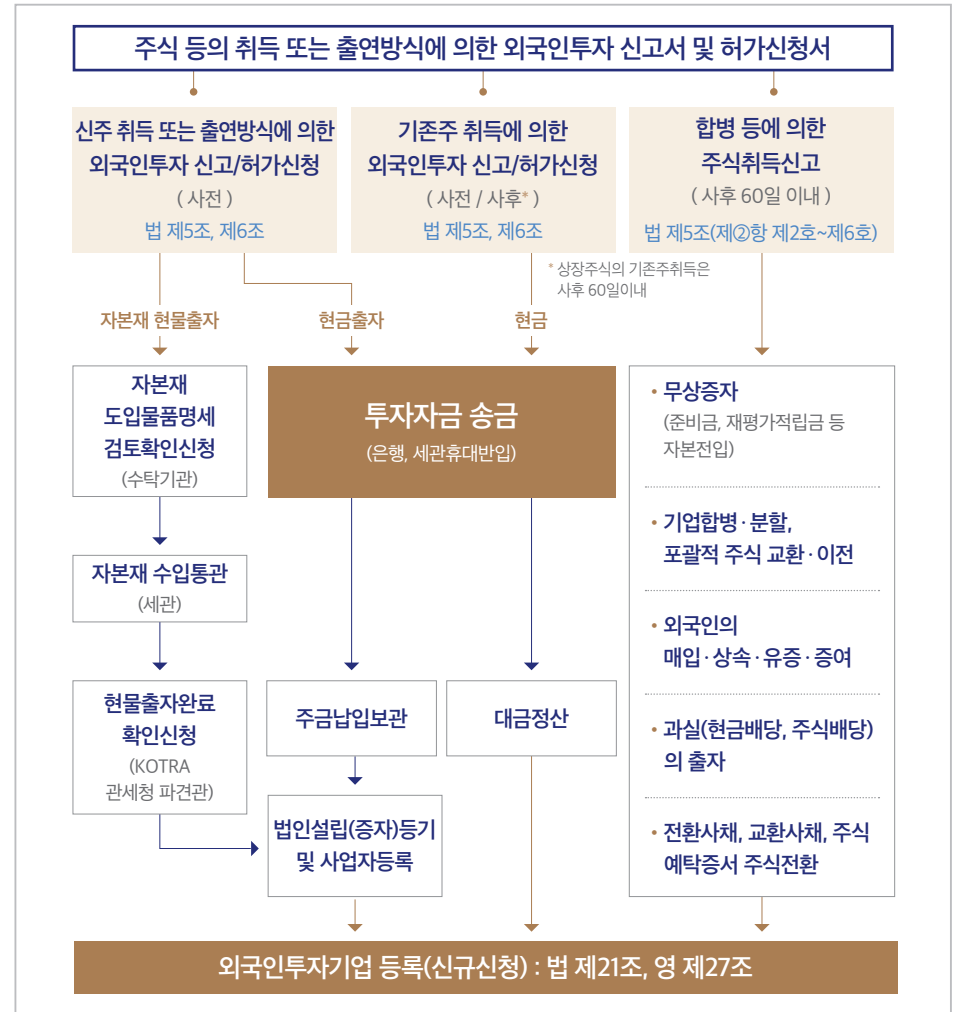 주식 등의 취득 또는 출연방식에 의한 외국인투자 신고서 및 허가신청서
신주 취득 또는 출연방식에 의한
외국인투자 신고/허가신청
( 사전 )
법 제5조, 제6조
기존주 취득에 의한
외국인투자 신고/허가신청
( 사전 / 사후* )
법 제5조, 제6조
합병 등에 의한
주식취득신고
( 사후 60일 이내 )
법 제5조(제②항 제2호~제6호)
* 상장주식의 기존주취득은
사후 60일이내
자본재 현물출자
현금출자
현금
자본재
도입물품명세
검토확인신청
(수탁기관)
투자자금 송금
(은행, 세관휴대반입)
자본재 수입통관
(세관)
현물출자완료
확인신청
(KOTRA
관세청 파견관)
주금납입보관
대금정산
법인설립(증자)등기
및 사업자등록
• 무상증자
(준비금, 재평가적립금 등
자본전입)
• 기업합병·분할,
포괄적 주식 교환·이전
• 외국인의
매입·상속·유증·증여
• 과실(현금배당, 주식배당)
의 출자
• 전환사채, 교환사채, 주식
예탁증서 주식전환
외국인투자기업 등록(신규신청) : 법 제21조, 영 제27조